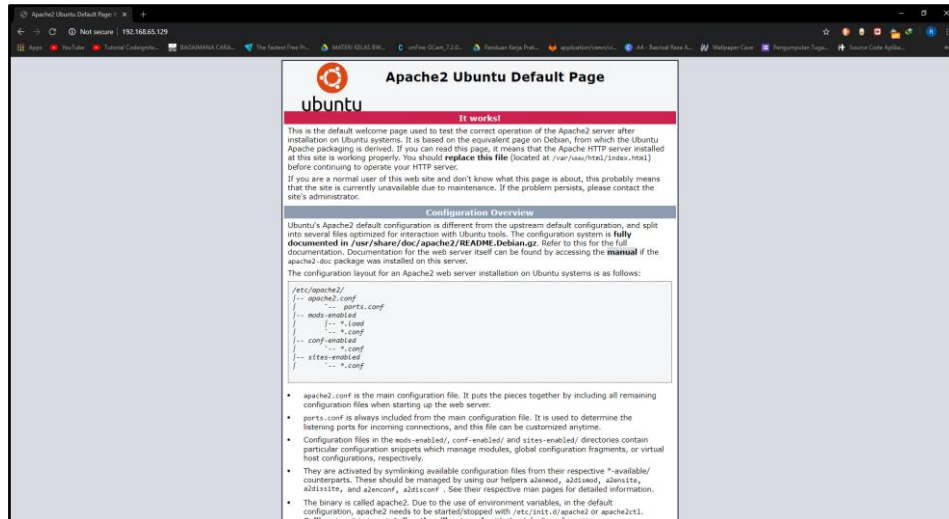 Apache2 Ubuntu Default Page: It
Not secure | 192.168.65.129
Apps YouTube Tutorial Codeignite... BAGAIMANA CARA... The Fastest Free Pr... MATERI KELAS BW... Panduan Kerja Prak... application/views/ic... Wallpaper Cave Pengumpulan Tuga... Source Code Aplika...
ubuntu
Apache2 Ubuntu Default Page
It works!
This is the default welcome page used to test the correct operation of the Apache2 server after
installation on Ubuntu systems. It is based on the equivalent page on Debian, from which the Ubuntu
Apache packaging is derived. If you can read this page, it means that the Apache HTTP server installed
at this site is working properly. You should replace this file (located at /var/www/html/index.html)
before continuing to operate your HTTP server.
If you are a normal user of this web site and don't know what this page is about, this probably means
that the site is currently unavailable due to maintenance. If the problem persists, please contact the
site's administrator.
Configuration Overview
Ubuntu's Apache2 default configuration is different from the upstream default configuration, and split
into several files optimized for interaction with Ubuntu tools. The configuration system is fully
documented in /usr/share/doc/apache2/README.Debian.gz. Refer to this for the full
documentation. Documentation for the web server itself can be found by accessing the manual if the
apache2-doc package was installed on this server.
The configuration layout for an Apache2 web server installation on Ubuntu systems is as follows:
/etc/apache2/
|-- apache2.conf
|       `--  ports.conf
|-- mods-enabled
|       |-- *.load
|       `-- *.conf
|-- conf-enabled
|       `-- *.conf
|-- sites-enabled
|       `-- *.conf
• apache2.conf is the main configuration file. It puts the pieces together by including all remaining
configuration files when starting up the web server.
• ports.conf is always included from the main configuration file. It is used to determine the
listening ports for incoming connections, and this file can be customized anytime.
• Configuration files in the mods-enabled/, conf-enabled/ and sites-enabled/ directories contain
particular configuration snippets which manage modules, global configuration fragments, or virtual
host configurations, respectively.
• They are activated by symlinking available configuration files from their respective *-available/
counterparts. These should be managed by using our helpers a2enmod, a2dismod, a2ensite,
a2dissite, and a2enconf, a2disconf . See their respective man pages for detailed information.
• The binary is called apache2. Due to the use of environment variables, in the default
configuration, apache2 needs to be started/stopped with /etc/init.d/apache2 or apache2ctl.